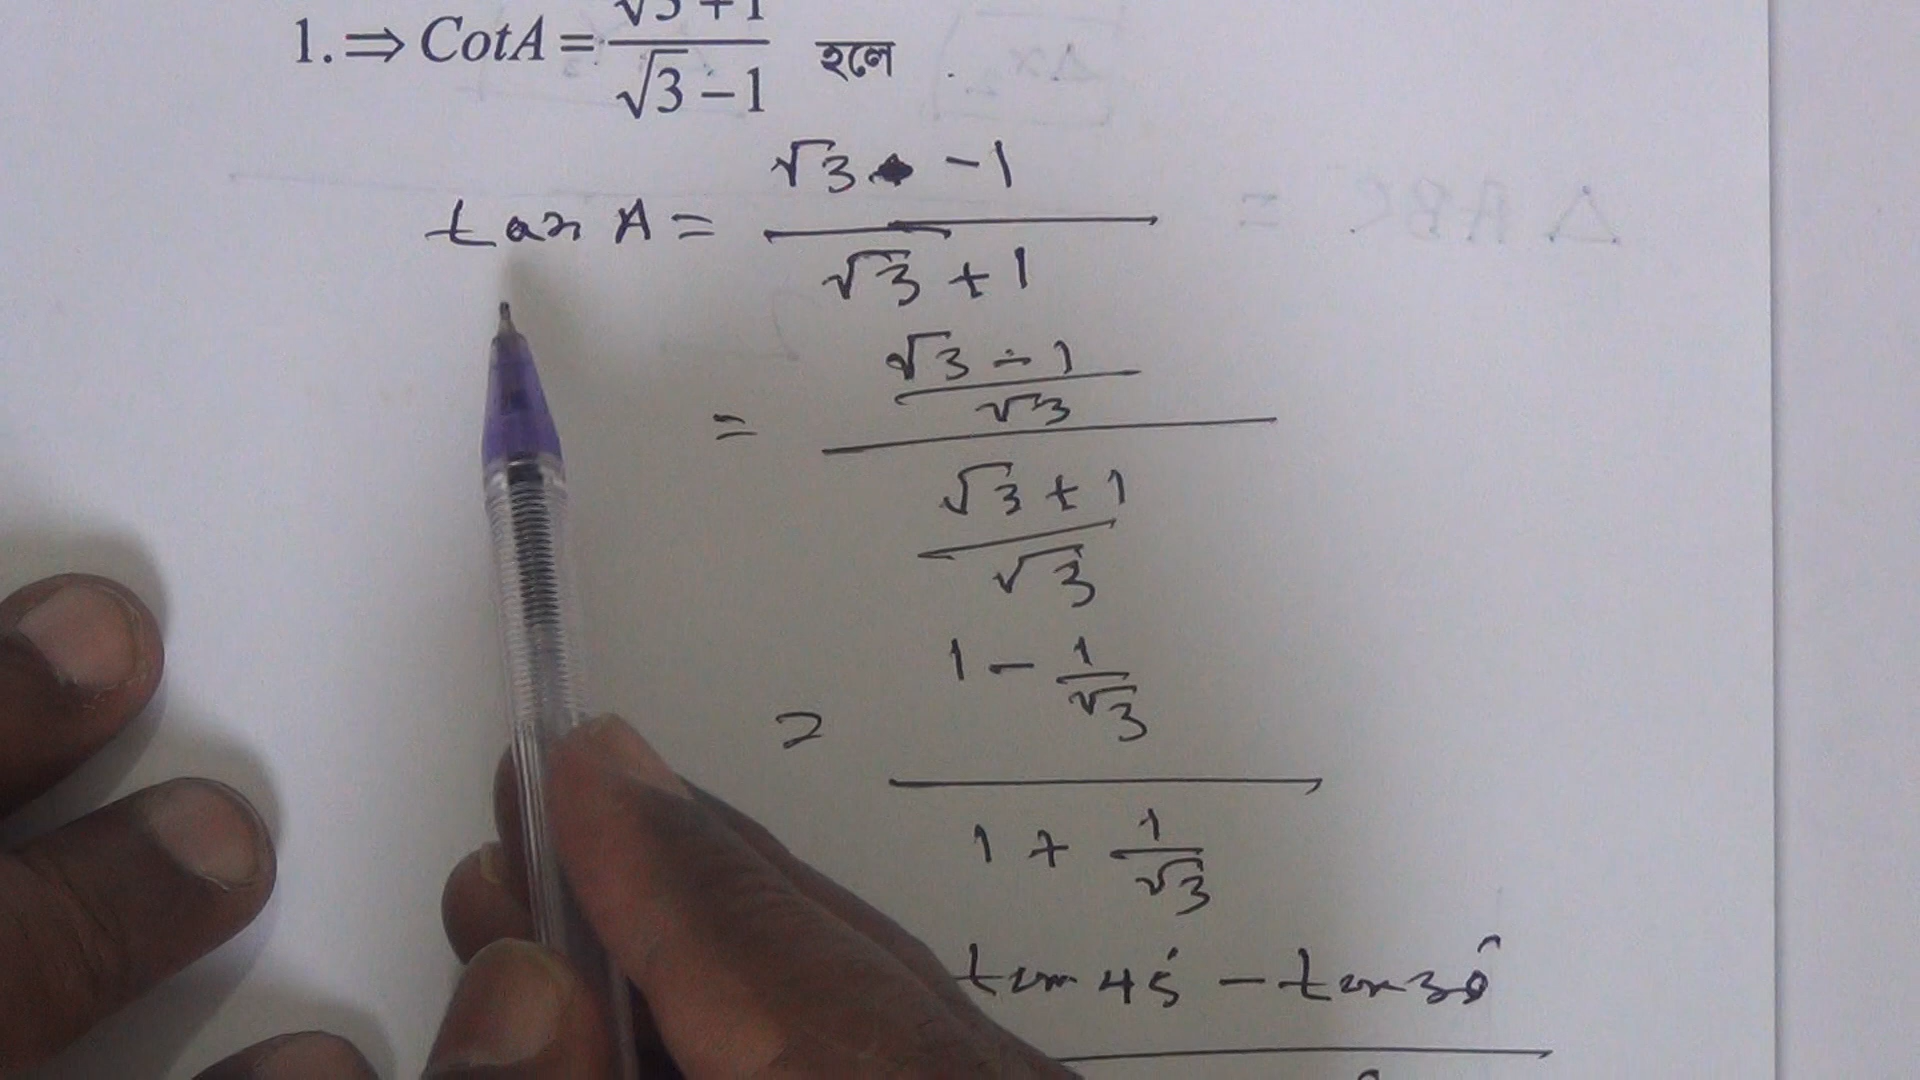 1.⇒ CotA = √3+1 / √3−1 হলে .
tan A = √3 -1 / √3 + 1
= (√3 - 1 / √3) / (√3 + 1 / √3)
= (1 - 1/√3) / (1 + 1/√3)
tan 45° - tan 30°